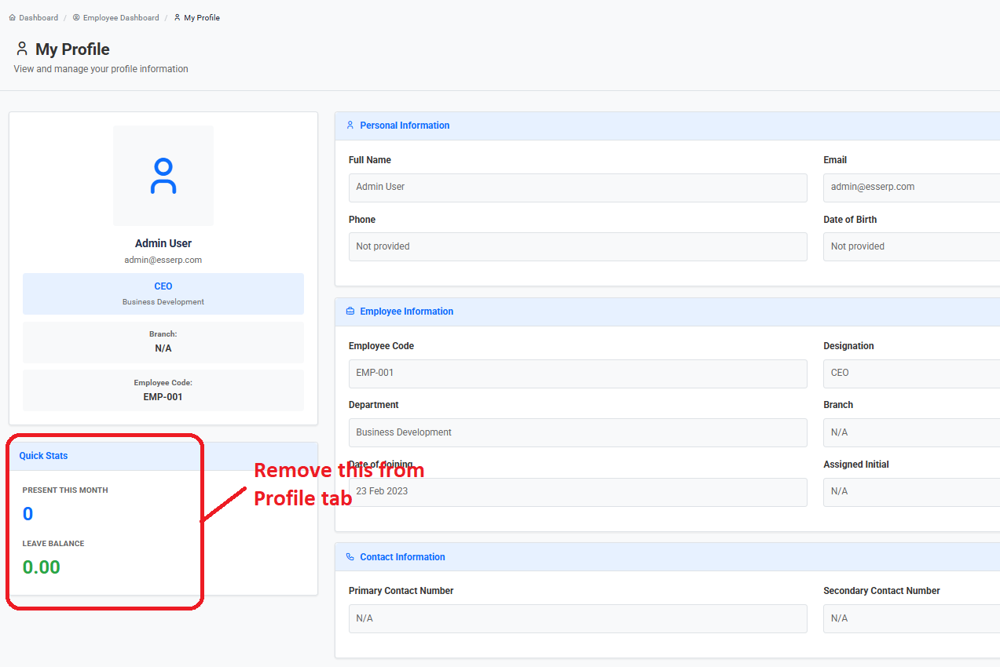 Dashboard / Employee Dashboard / My Profile
My Profile
View and manage your profile information
Admin User
admin@esserp.com
CEO
Business Development
Branch:
N/A
Employee Code:
EMP-001
Quick Stats
PRESENT THIS MONTH
0
LEAVE BALANCE
0.00
Remove this from
Profile tab
Personal Information
Full Name Email
Admin User admin@esserp.com
Phone Date of Birth
Not provided Not provided
Employee Information
Employee Code Designation
EMP-001 CEO
Department Branch
Business Development N/A
Date of Joining Assigned Initial
23 Feb 2023 N/A
Contact Information
Primary Contact Number Secondary Contact Number
N/A N/A